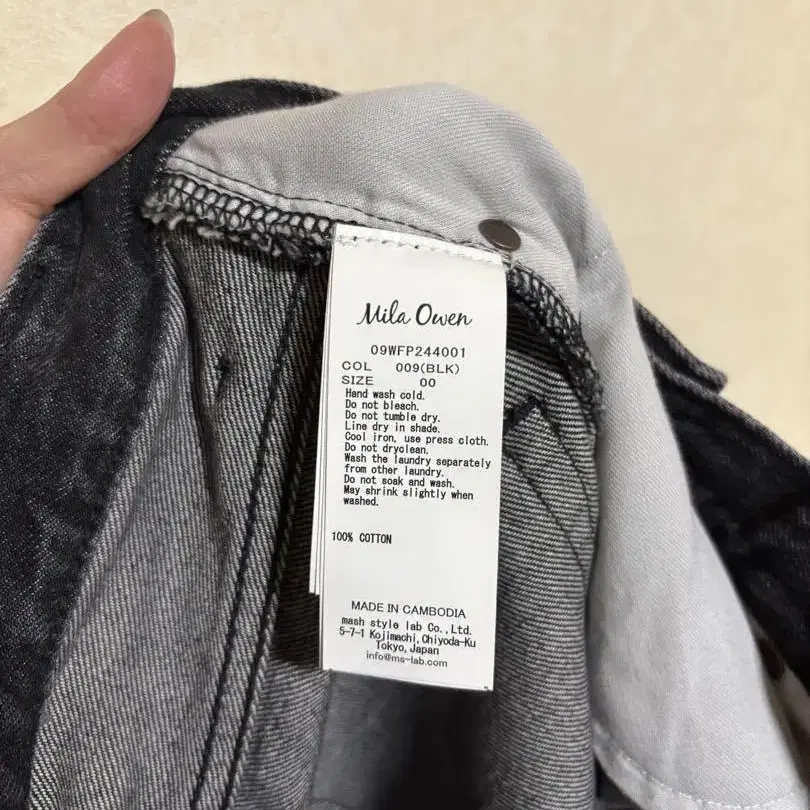 Mila Owen
09WFP244001
COL 009(BLK)
SIZE 00
Hand wash cold.
Do not bleach.
Do not tumble dry.
Line dry in shade.
Cool iron, use press cloth.
Do not dryclean.
Wash the laundry separately
from other laundry.
Do not soak and wash.
May shrink slightly when
washed.
100% COTTON
MADE IN CAMBODIA
mash style lab Co., Ltd.
5-7-1 Kojimachi, Chiyoda-Ku
Tokyo, Japan
info@ms-lab.com